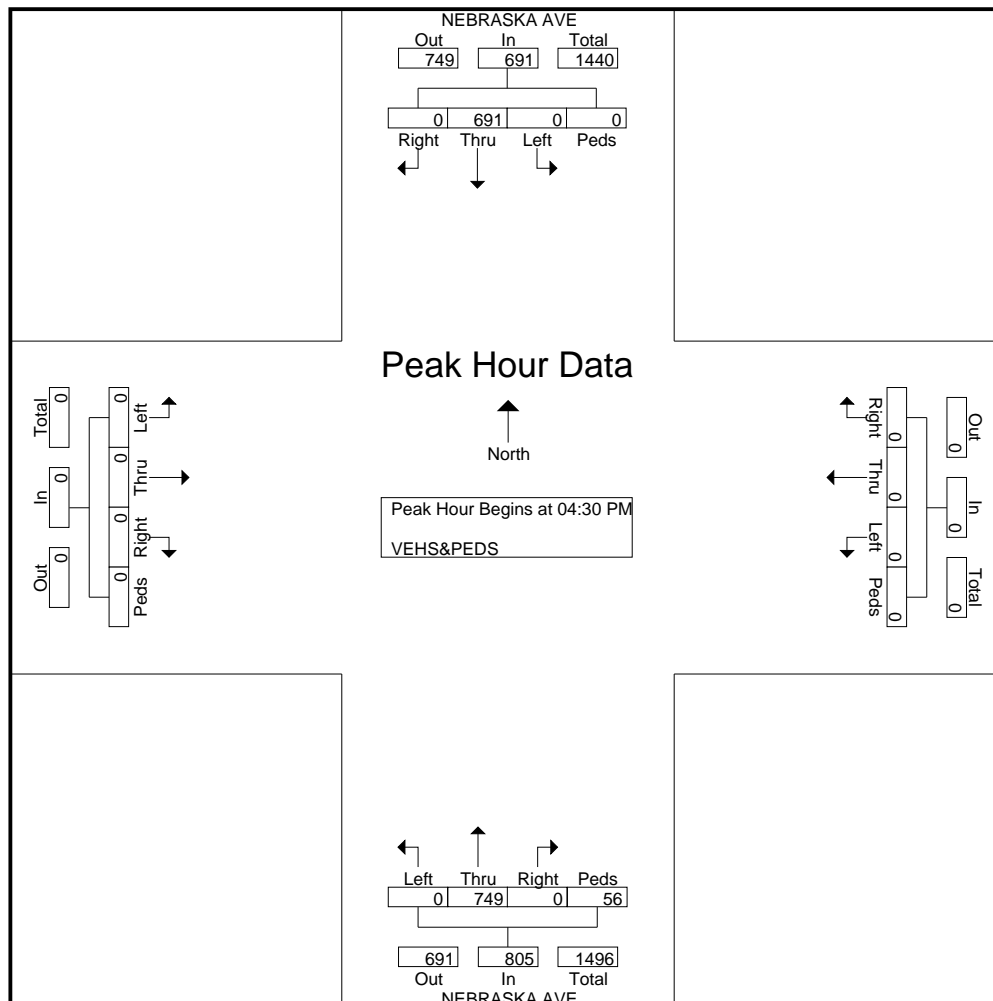 NEBRASKA AVE
Out In Total
749 691 1440
0 691 0 0
Right Thru Left Peds
Peak Hour Data
North
Peak Hour Begins at 04:30 PM
VEHS&PEDS
Total In Out
0 0 0
0 0 0 0
Left Thru Right Peds
Right Thru Left Peds
0 0 0 0
Out In Total
0 0 0
Left Thru Right Peds
0 749 0 56
691 805 1496
Out In Total
NEBRASKA AVE